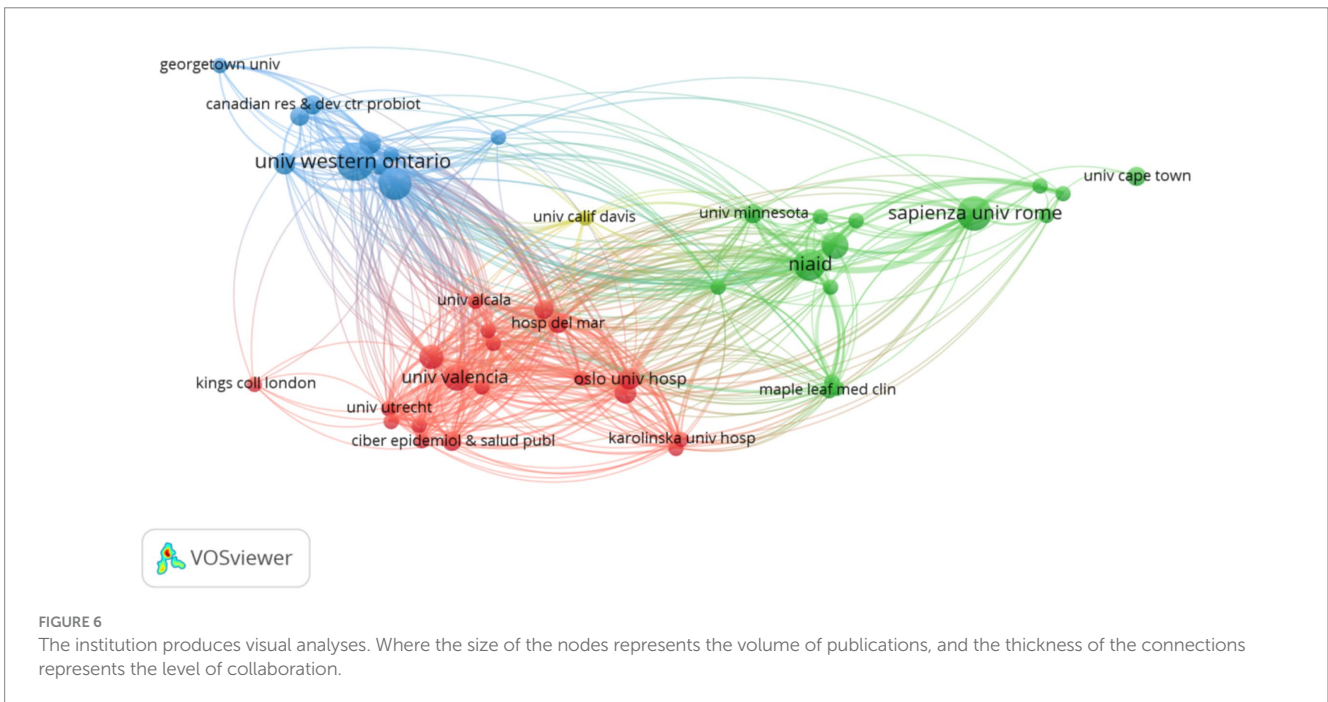 georgetown univ
canadian res & dev ctr probiot
univ western ontario
univ cape town
univ calif davis
univ minnesota
sapienza univ rome
niaid
univ alcala
hosp del mar
kings coll london
univ valencia
oslo univ hosp
maple leaf med clin
univ utrecht
ciber epidemiol & salud publ
karolinska univ hosp
VOSviewer
FIGURE 6
The institution produces visual analyses. Where the size of the nodes represents the volume of publications, and the thickness of the connections
represents the level of collaboration.